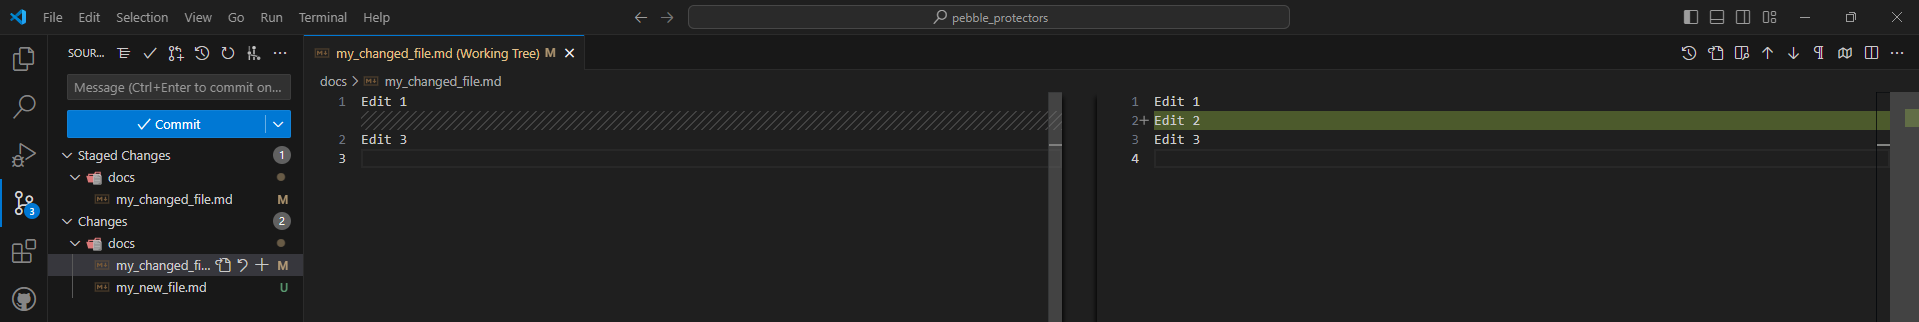 File Edit Selection View Go Run Terminal Help
pebble_protectors
SOUR...
my_changed_file.md (Working Tree) M
Message (Ctrl+Enter to commit on...
docs > my_changed_file.md
Commit
Staged Changes 1
docs
my_changed_file.md M
Changes 2
docs
my_changed_fi... M
my_new_file.md U
3
1 Edit 1
2 Edit 3
3
1 Edit 1
2+ Edit 2
3 Edit 3
4